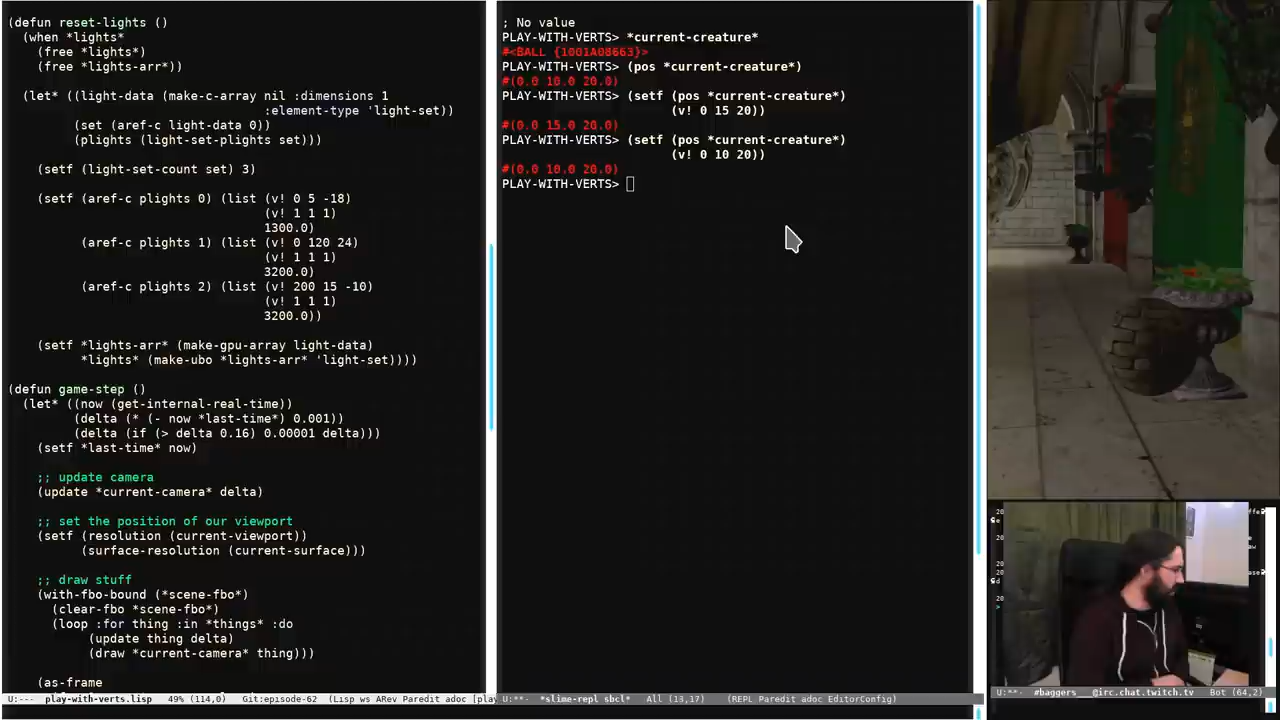 (defun reset-lights ()
(when *lights*
(free *lights*)
(free *lights-arr*))
(let* ((light-data (make-c-array nil :dimensions 1
:element-type 'light-set))
(set (aref-c light-data 0))
(plights (light-set-plights set)))
(setf (light-set-count set) 3)
(setf (aref-c plights 0) (list (v! 0 5 -18)
(v! 1 1 1)
1300.0)
(aref-c plights 1) (list (v! 0 120 24)
(v! 1 1 1)
3200.0)
(aref-c plights 2) (list (v! 200 15 -10)
(v! 1 1 1)
3200.0))
(setf *lights-arr* (make-gpu-array light-data)
*lights* (make-ubo *lights-arr* 'light-set))))
(defun game-step ()
(let* ((now (get-internal-real-time))
(delta (* (- now *last-time*) 0.001))
(delta (if (> delta 0.16) 0.00001 delta)))
(setf *last-time* now)
;; update camera
(update *current-camera* delta)
;; set the position of our viewport
(setf (resolution (current-viewport))
(surface-resolution (current-surface)))
;; draw stuff
(with-fbo-bound (*scene-fbo*)
(clear-fbo *scene-fbo*)
(loop :for thing :in *things* :do
(update thing delta)
(draw *current-camera* thing)))
(as-frame
U:--- play-with-verts.lisp 49% (114,0) Git:episode-62 (Lisp ws ARev Paredit adoc [play
; No value
PLAY-WITH-VERTS> *current-creature*
#<BALL {1001A08663}>
PLAY-WITH-VERTS> (pos *current-creature*)
#(0.0 10.0 20.0)
PLAY-WITH-VERTS> (setf (pos *current-creature*)
(v! 0 15 20))
#(0.0 15.0 20.0)
PLAY-WITH-VERTS> (setf (pos *current-creature*)
(v! 0 10 20))
#(0.0 10.0 20.0)
PLAY-WITH-VERTS>
U:**- *slime-repl sbcl* All (13,17) (REPL Paredit adoc EditorConfig)
U:**- #baggers @irc.chat.twitch.tv Bot (64,2)